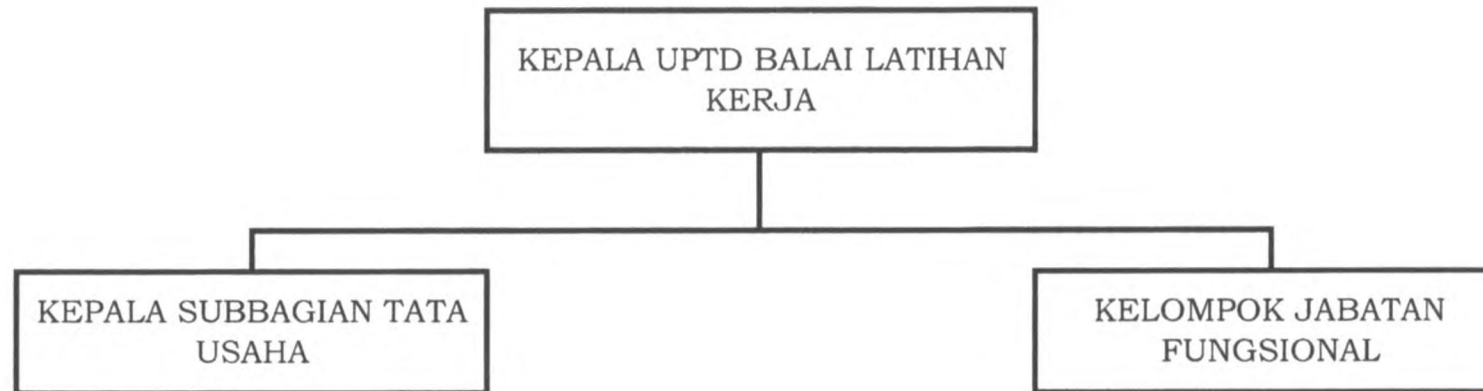 KEPALA UPTD BALAI LATIHAN
KERJA
KEPALA SUBBAGIAN TATA
USAHA
KELOMPOK JABATAN
FUNGSIONAL